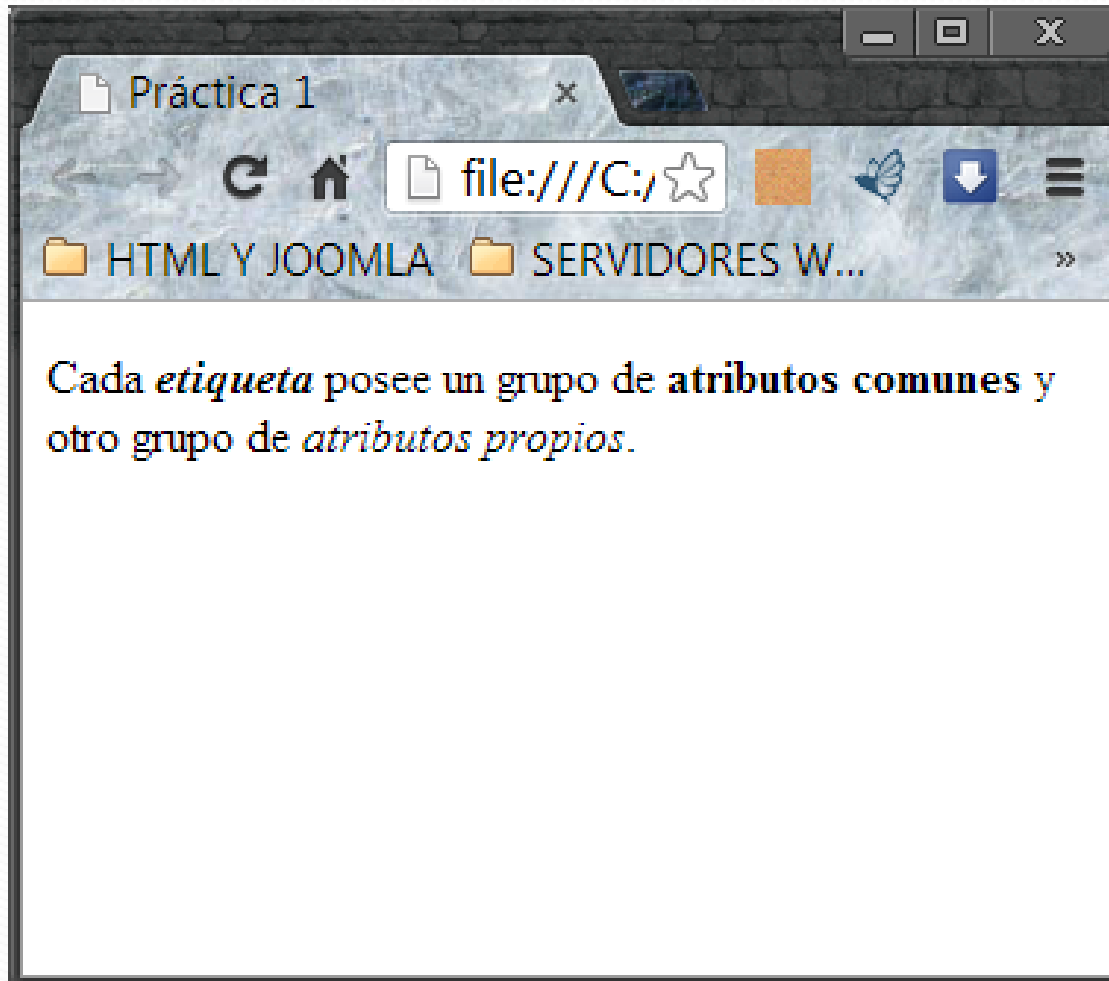 Práctica 1
file:///C:/
HTML Y JOOMLA SERVIDORES W...
Cada etiqueta posee un grupo de atributos comunes y
otro grupo de atributos propios.